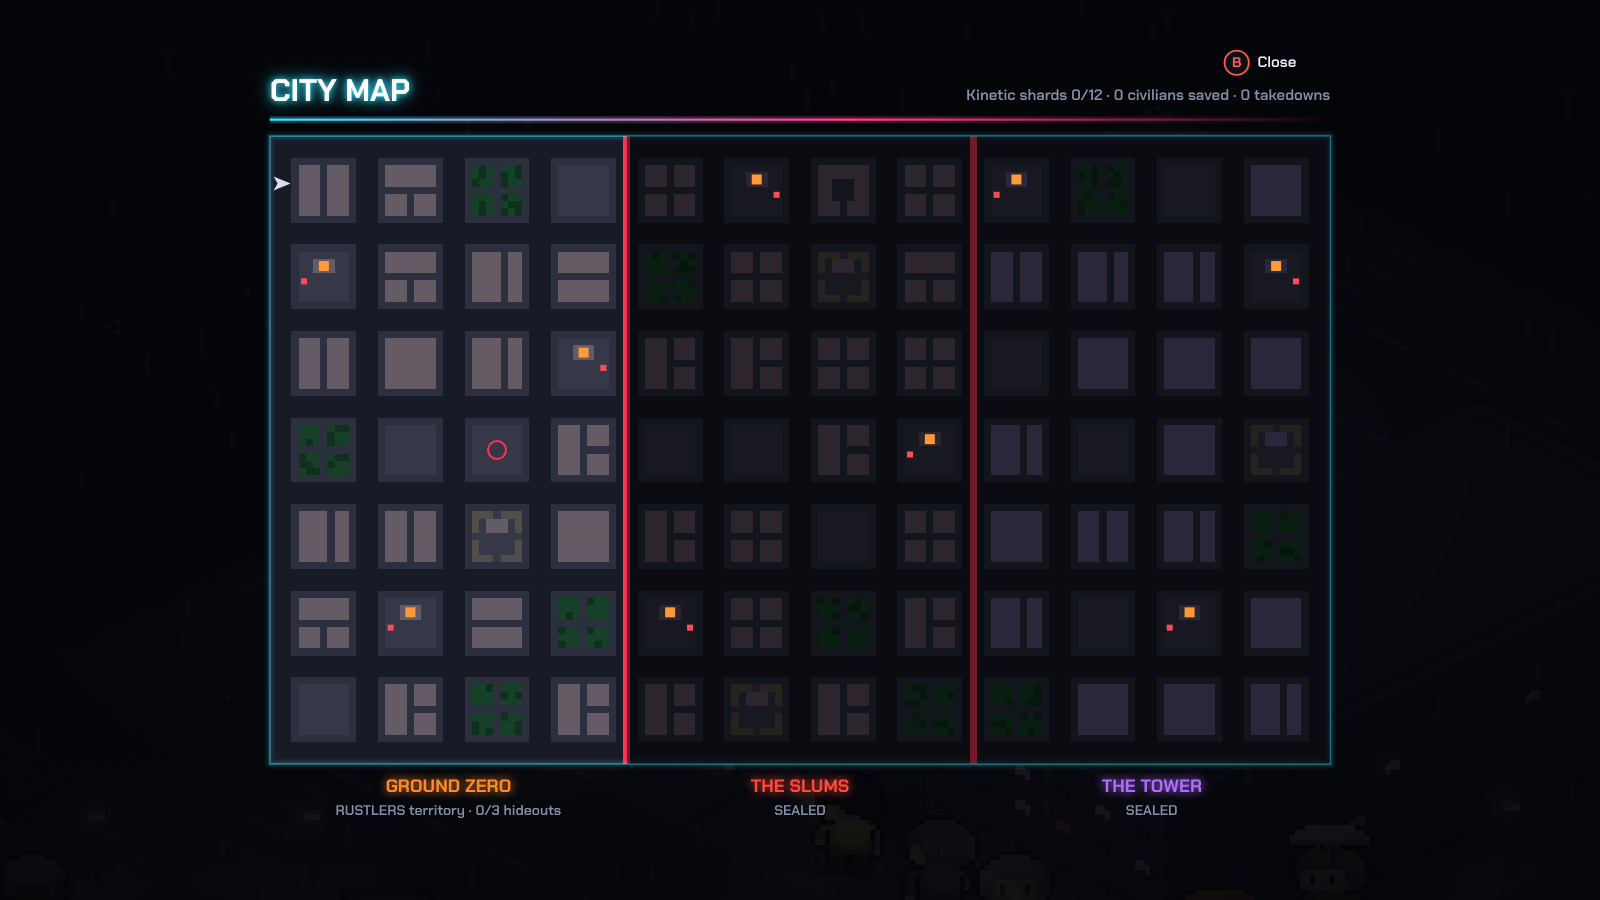 B Close
CITY MAP
Kinetic shards 0/12 · 0 civilians saved · 0 takedowns
GROUND ZERO
RUSTLERS territory · 0/3 hideouts
THE SLUMS
SEALED
THE TOWER
SEALED